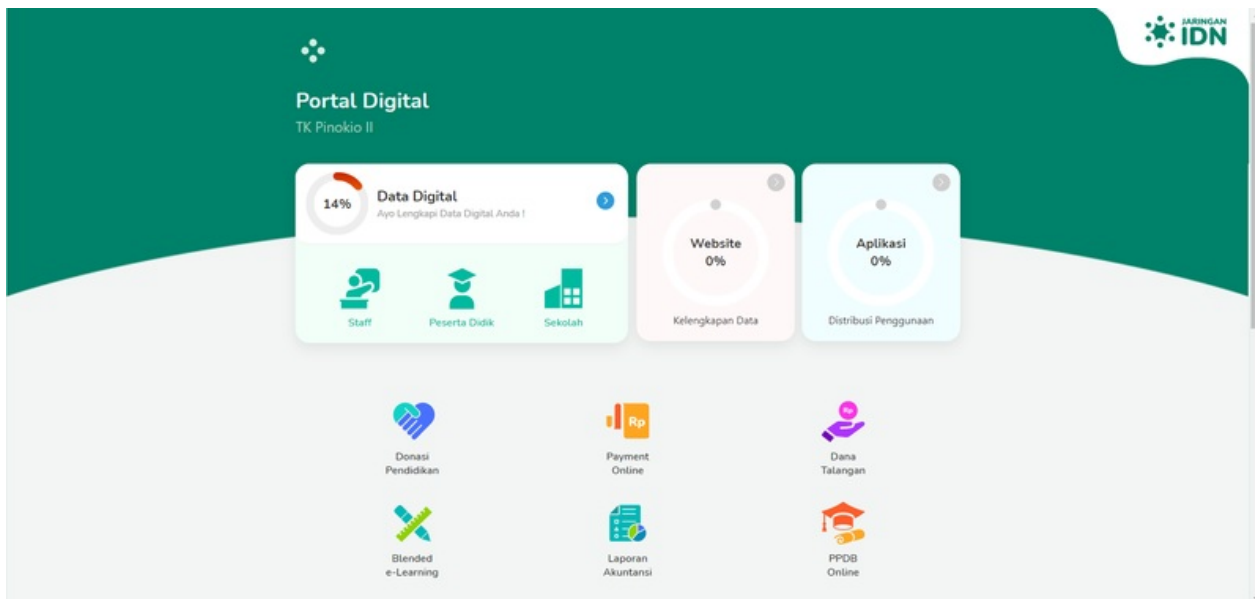 JARINGAN
IDN
Portal Digital
TK Pinokio II
14%
Data Digital
Ayo Lengkapi Data Digital Anda !
Staff
Peserta Didik
Sekolah
Website
0%
Kelengkapan Data
Aplikasi
0%
Distribusi Penggunaan
Donasi
Pendidikan
Payment
Online
Dana
Talangan
Rp
Rp
Blended
e-Learning
Laporan
Akuntansi
PPDB
Online